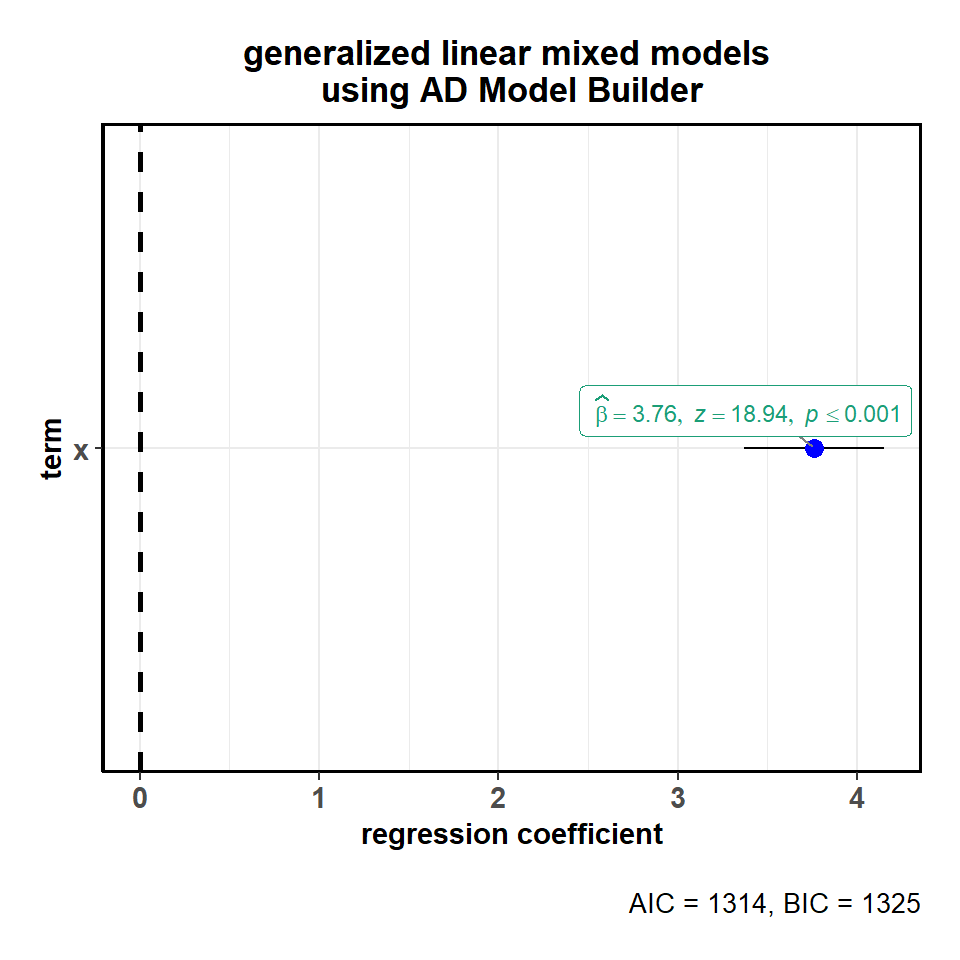 generalized linear mixed models
using AD Model Builder
β̂ = 3.76, z = 18.94, p ≤ 0.001
term
x
0 1 2 3 4
regression coefficient
AIC = 1314, BIC = 1325